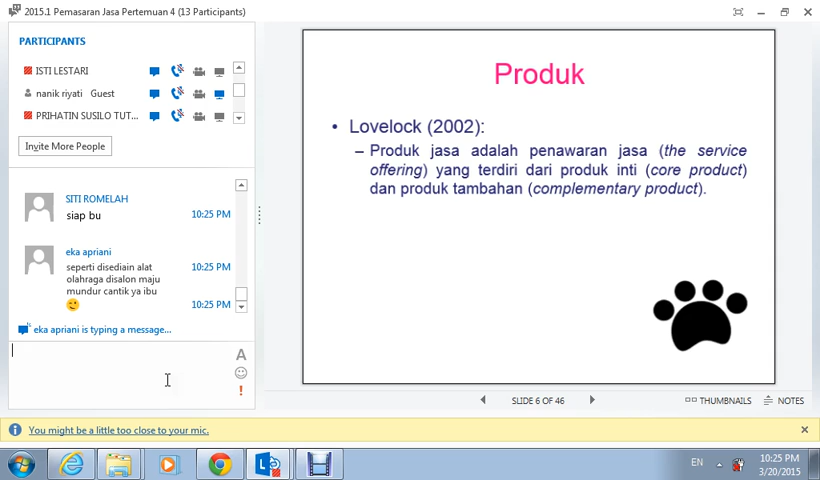 2015.1 Pemasaran Jasa Pertemuan 4 (13 Participants)
PARTICIPANTS
ISTI LESTARI
nanik riyati Guest
PRIHATIN SUSILO TUT...
Invite More People
SITI ROMELAH
siap bu 10:25 PM
eka apriani
seperti disediain alat 10:25 PM
olahraga disalon maju
mundur cantik ya ibu
10:25 PM
eka apriani is typing a message...
A
!
Produk
• Lovelock (2002):
– Produk jasa adalah penawaran jasa (the service
offering) yang terdiri dari produk inti (core product)
dan produk tambahan (complementary product).
SLIDE 6 OF 46
THUMBNAILS
NOTES
You might be a little too close to your mic.
EN
10:25 PM
3/20/2015